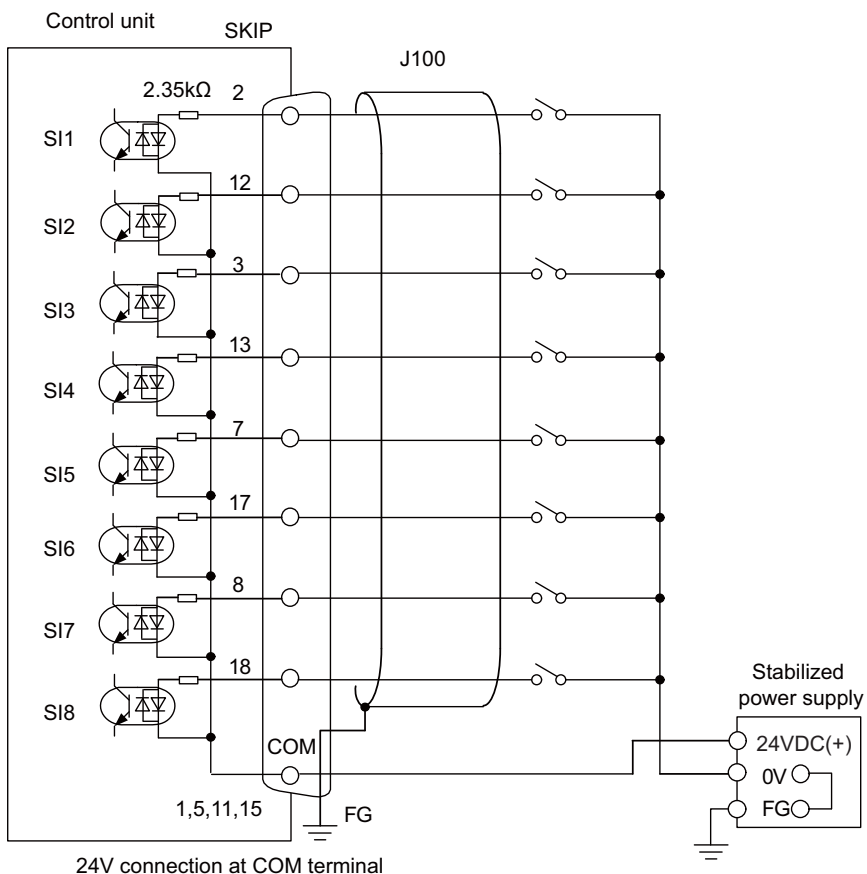 Control unit
SKIP
J100
2.35kΩ
2
SI1
12
SI2
3
SI3
13
SI4
7
SI5
17
SI6
8
SI7
18
SI8
Stabilized
power supply
COM
24VDC(+)
0V
FG
1,5,11,15
FG
24V connection at COM terminal